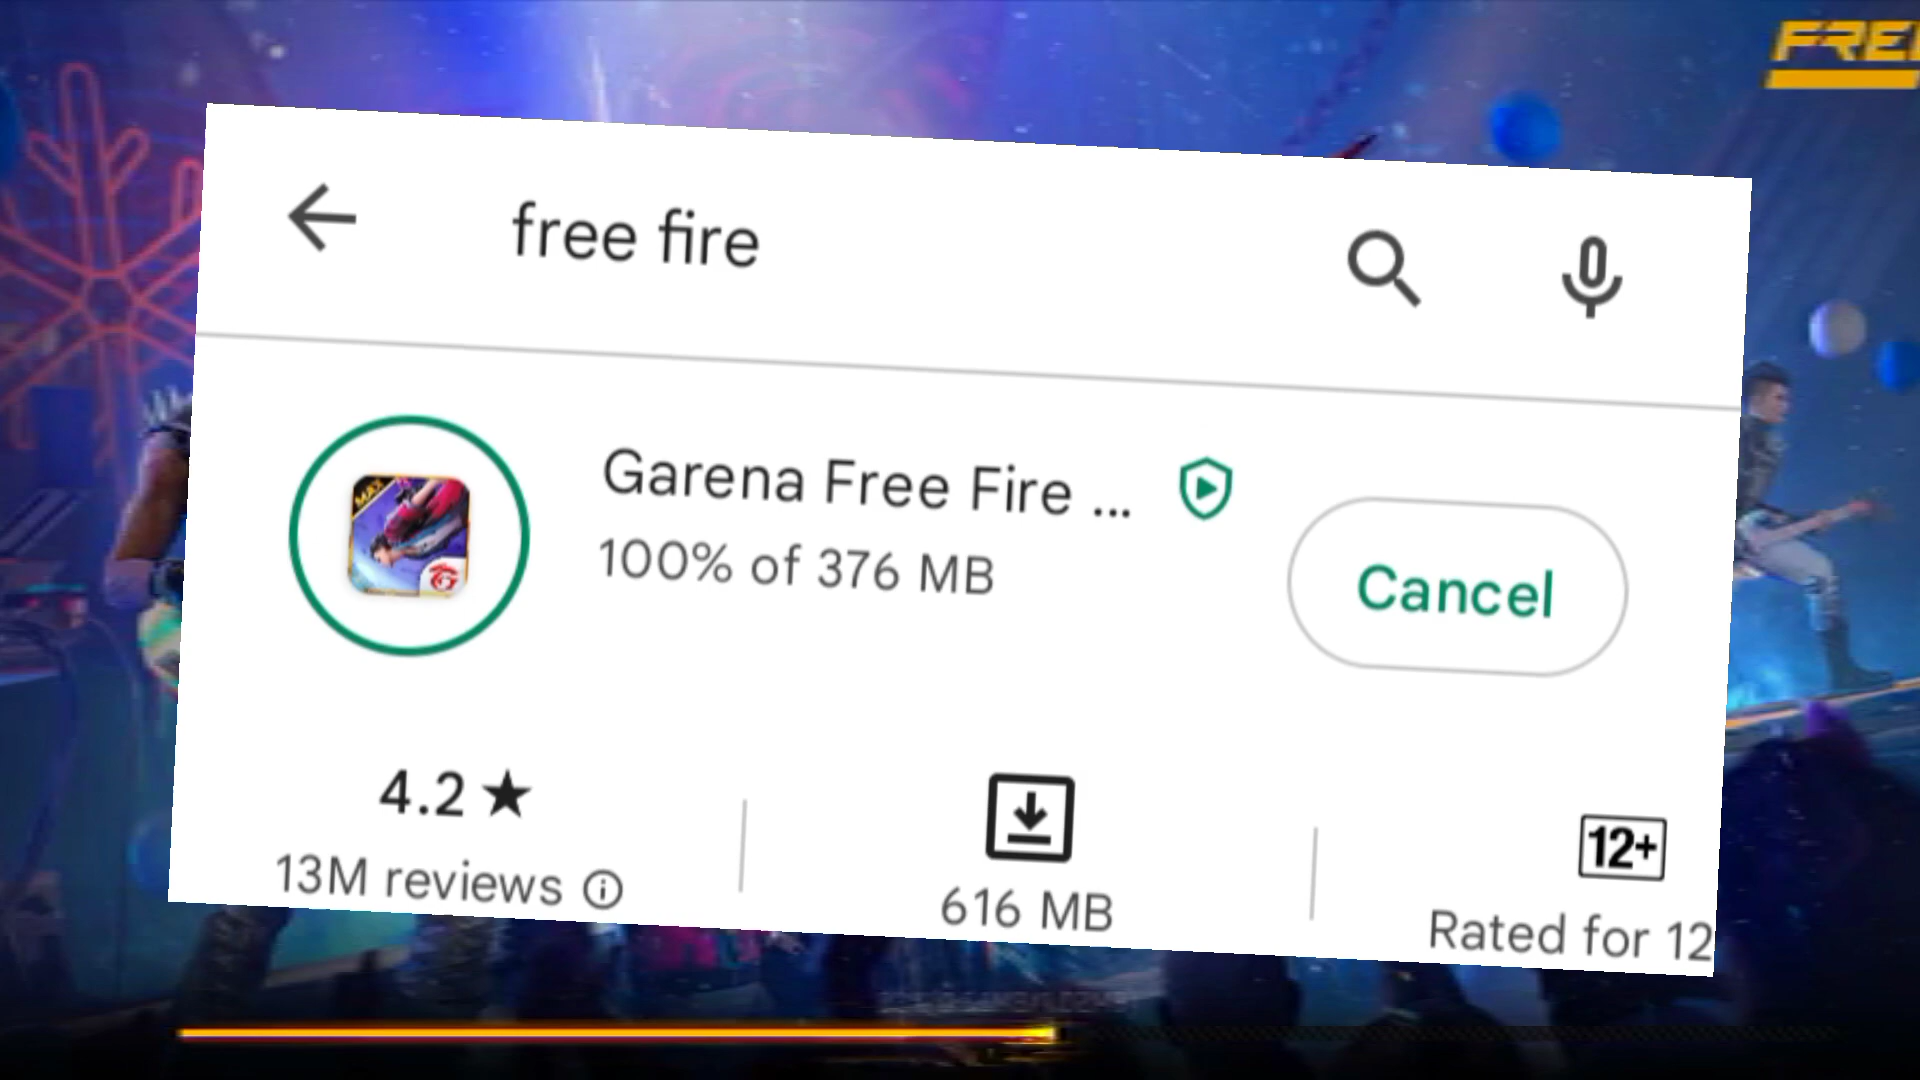 free fire
Garena Free Fire ...
100% of 376 MB
Cancel
MAX
4.2 ★
13M reviews
616 MB
12+
Rated for 12